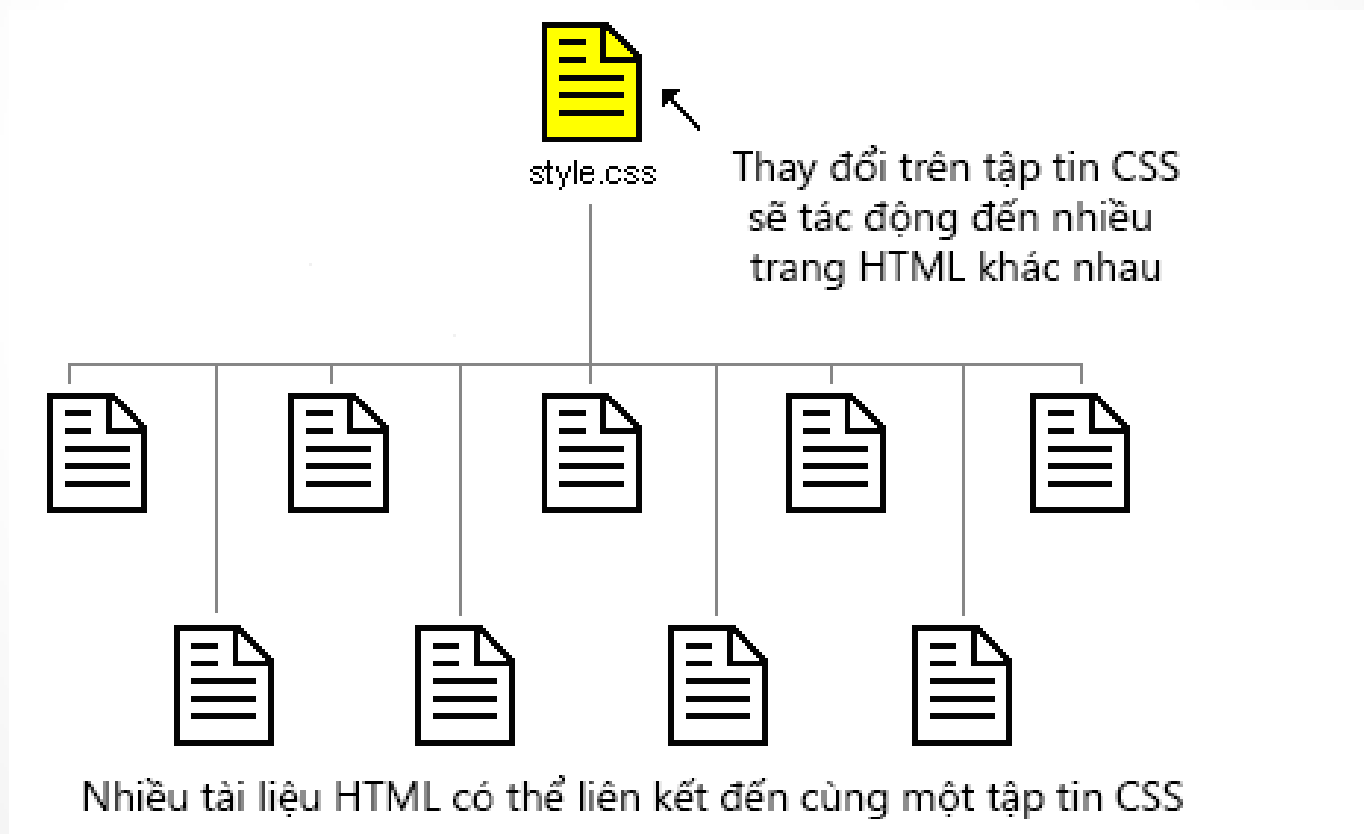 style.css
Thay đổi trên tập tin CSS
sẽ tác động đến nhiều
trang HTML khác nhau
Nhiều tài liệu HTML có thể liên kết đến cùng một tập tin CSS